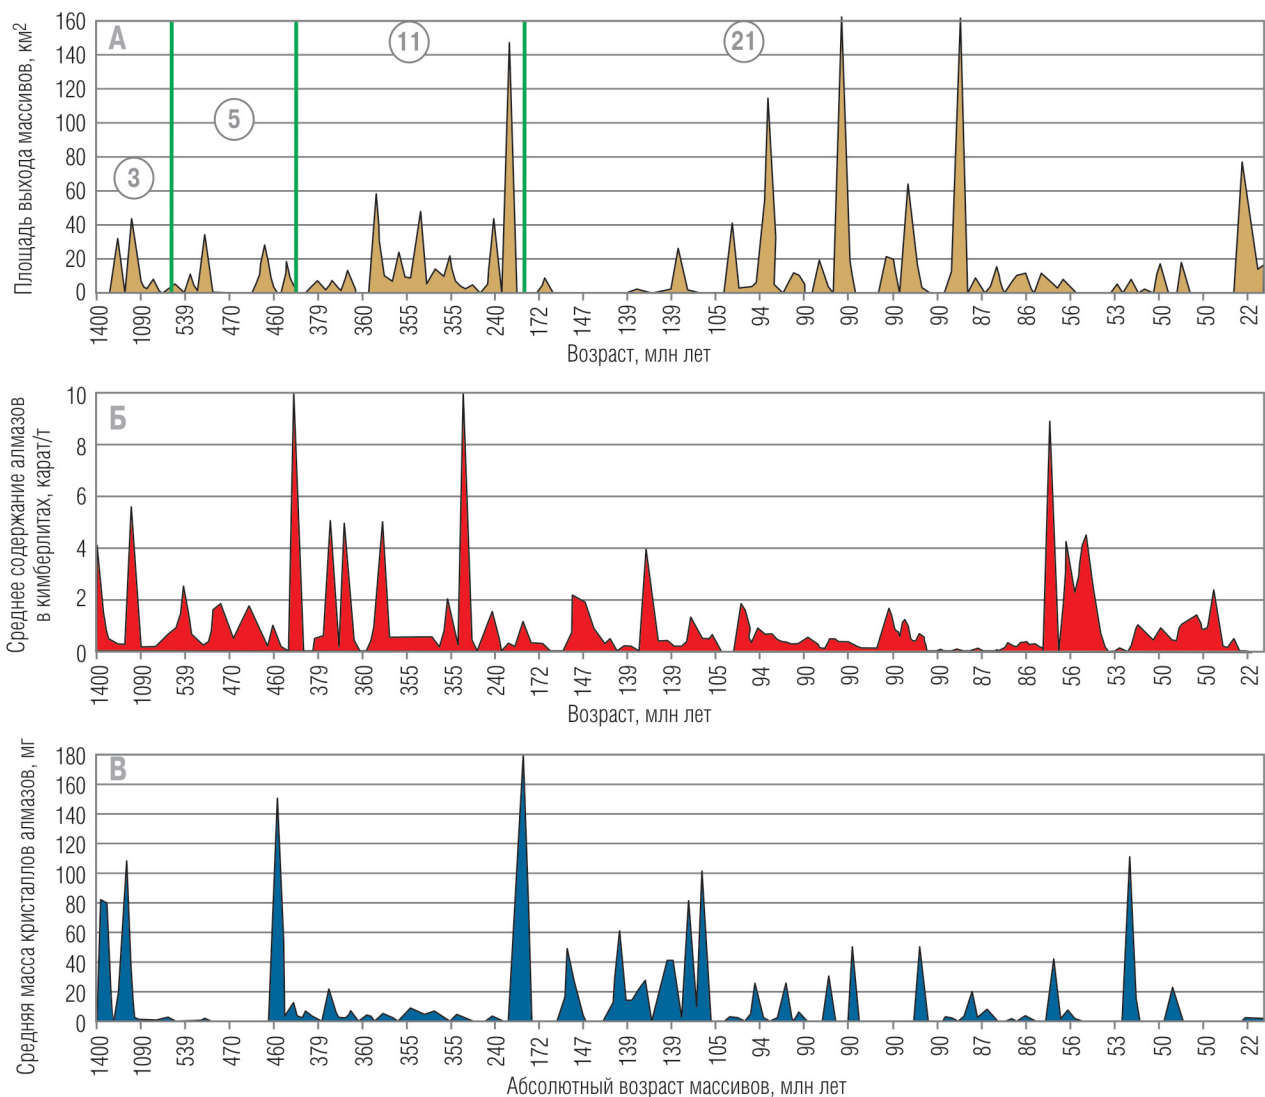 Площадь выхода массивов, км²
160
140
120
100
80
60
40
20
0
А
3
5
11
21
1400 1090 539 470 460 379 360 355 355 240 172 147 139 139 105 94 90 90 90 90 87 86 56 53 50 50 22
Возраст, млн лет
Среднее содержание алмазов
в кимберлитах, карат/т
10
8
6
4
2
0
Б
1400 1090 539 470 460 379 360 355 355 240 172 147 139 139 105 94 90 90 90 90 87 86 56 53 50 50 22
Возраст, млн лет
Средняя масса кристаллов алмазов, мг
180
160
140
120
100
80
60
40
20
0
В
1400 1090 539 470 460 379 360 355 355 240 172 147 139 139 105 94 90 90 90 90 87 86 56 53 50 50 22
Абсолютный возраст массивов, млн лет